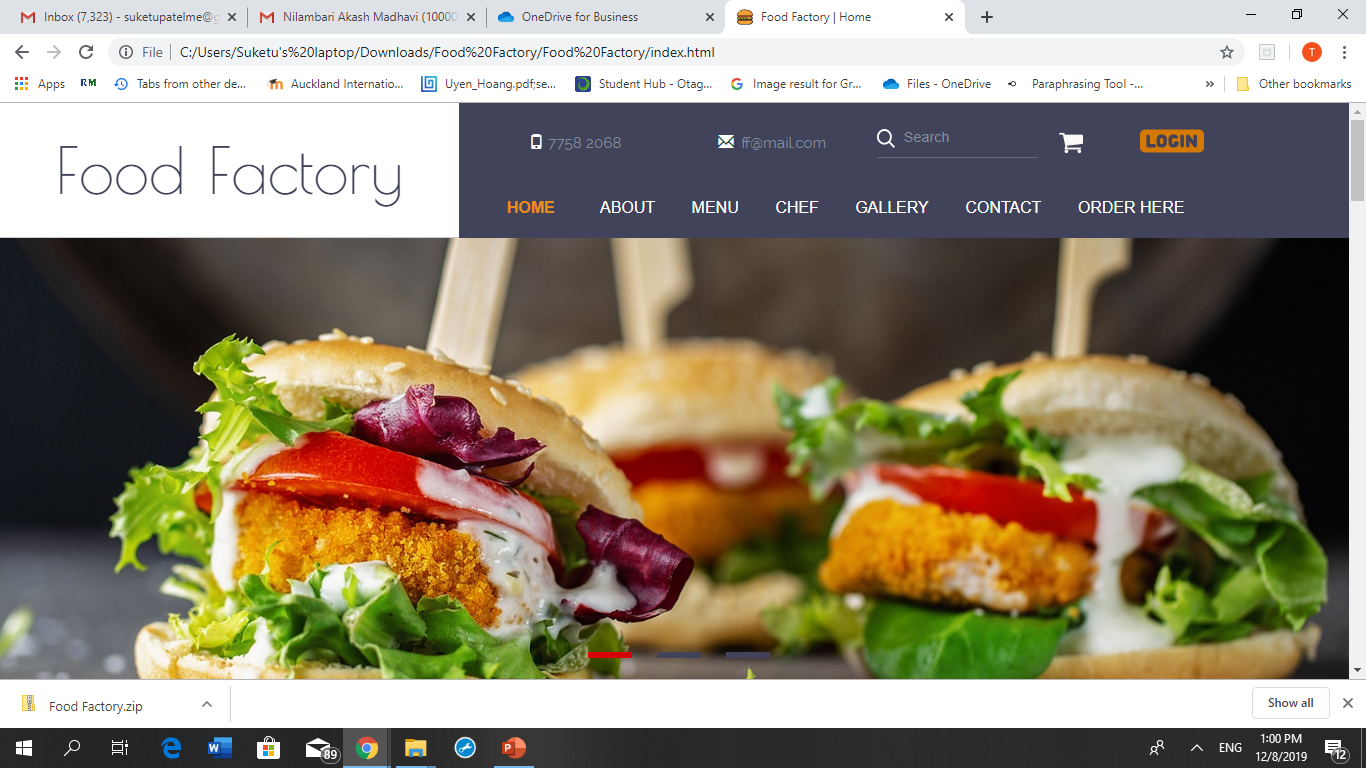 Inbox (7,323) - suketupatelme@g
Nilambari Akash Madhavi (10000
OneDrive for Business
Food Factory | Home
File
C:/Users/Suketu's%20laptop/Downloads/Food%20Factory/Food%20Factory/index.html
T
Apps
RM
Tabs from other de...
Auckland Internatio...
Uyen_Hoang.pdf;se...
Student Hub - Otag...
Image result for Gr...
Files - OneDrive
Paraphrasing Tool -...
Other bookmarks
Food Factory
7758 2068
ff@mail.com
Search
LOGIN
HOME
ABOUT
MENU
CHEF
GALLERY
CONTACT
ORDER HERE
Food Factory.zip
Show all
89
ENG
1:00 PM
12/8/2019
12